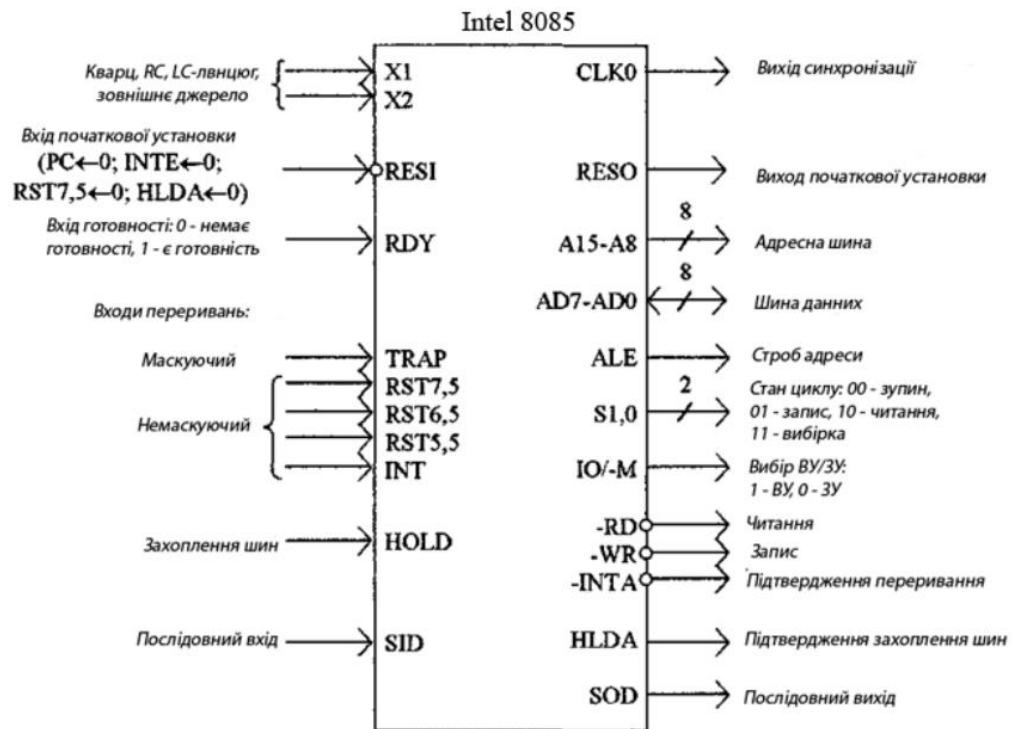 Intel 8085
Кварц, RC, LC-лвнцюг,
зовнішнє джерело
X1
X2
Вхід початкової установки
(PC←0; INTE←0;
RST7,5←0; HLDA←0)
RESI
Вхід готовності: 0 - немає
готовності, 1 - є готовність
RDY
Входи переривань:
Маскуючий
TRAP
Немаскуючий
RST7,5
RST6,5
RST5,5
INT
Захоплення шин
HOLD
Послідовний вхід
SID
CLK0
Вихід синхронізації
RESO
Виход початкової установки
A15-A8
8
Адресна шина
AD7-AD0
8
Шина данних
ALE
Строб адреси
S1,0
2
Стан циклу: 00 - зупин,
01 - запис, 10 - читання,
11 - вибірка
IO/-M
Вибір ВУ/ЗУ:
1 - ВУ, 0 - ЗУ
-RD
Читання
-WR
Запис
-INTA
Підтвердження переривання
HLDA
Підтвердження захоплення шин
SOD
Послідовний вихід